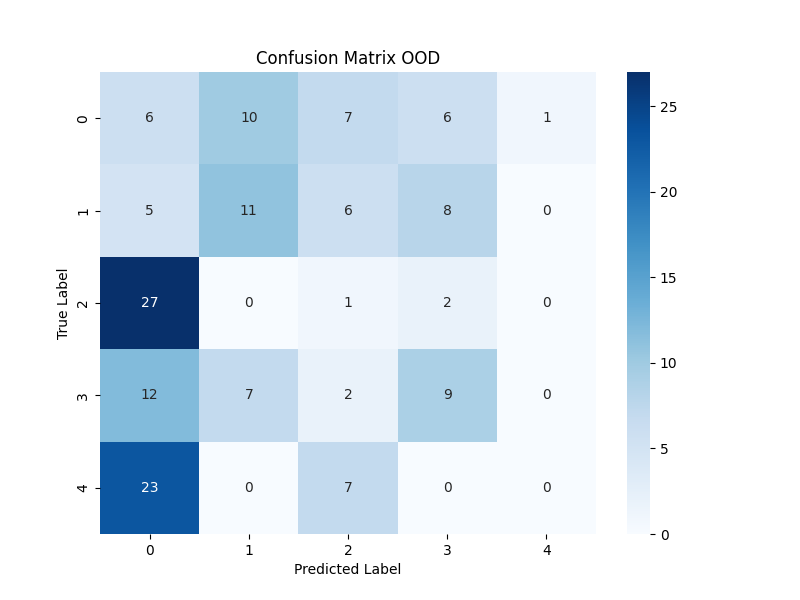 Confusion Matrix OOD
True Label
0 6 10 7 6 1
1 5 11 6 8 0
2 27 0 1 2 0
3 12 7 2 9 0
4 23 0 7 0 0
0 1 2 3 4
Predicted Label
25
20
15
10
5
0